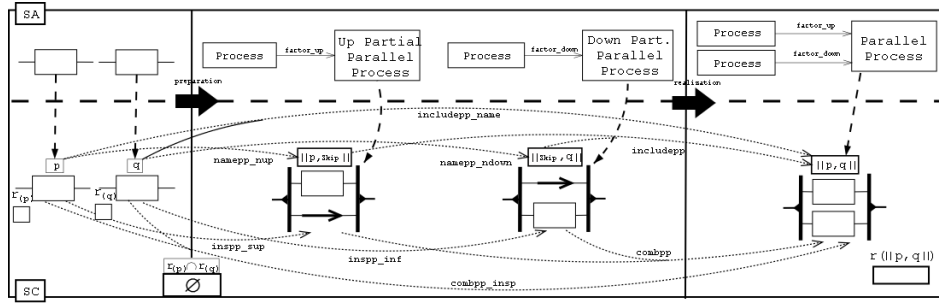 SA
Process
factor_up
Up Partial
Parallel
Process
Process
factor_down
Down Part.
Parallel
Process
Process
factor_up
Process
factor_down
Parallel
Process
preparation
realization
includepp_name
p
q
namepp_nup
||p,Skip||
namepp_ndown
||Skip,q||
includepp
||p,q||
r(p)
r(q)
inspp_sup
inspp_inf
combpp
r(||p,q||)
r(p)∩r(q)
∅
combpp_insp
SC